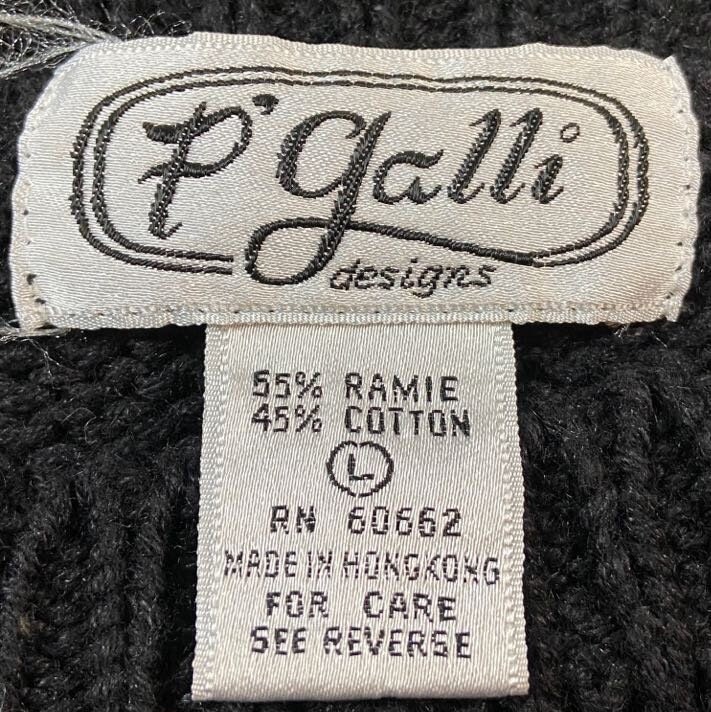 P'galli
designs
55% RAMIE
45% COTTON
L
RN 60662
MADE IN HONGKONG
FOR CARE
SEE REVERSE